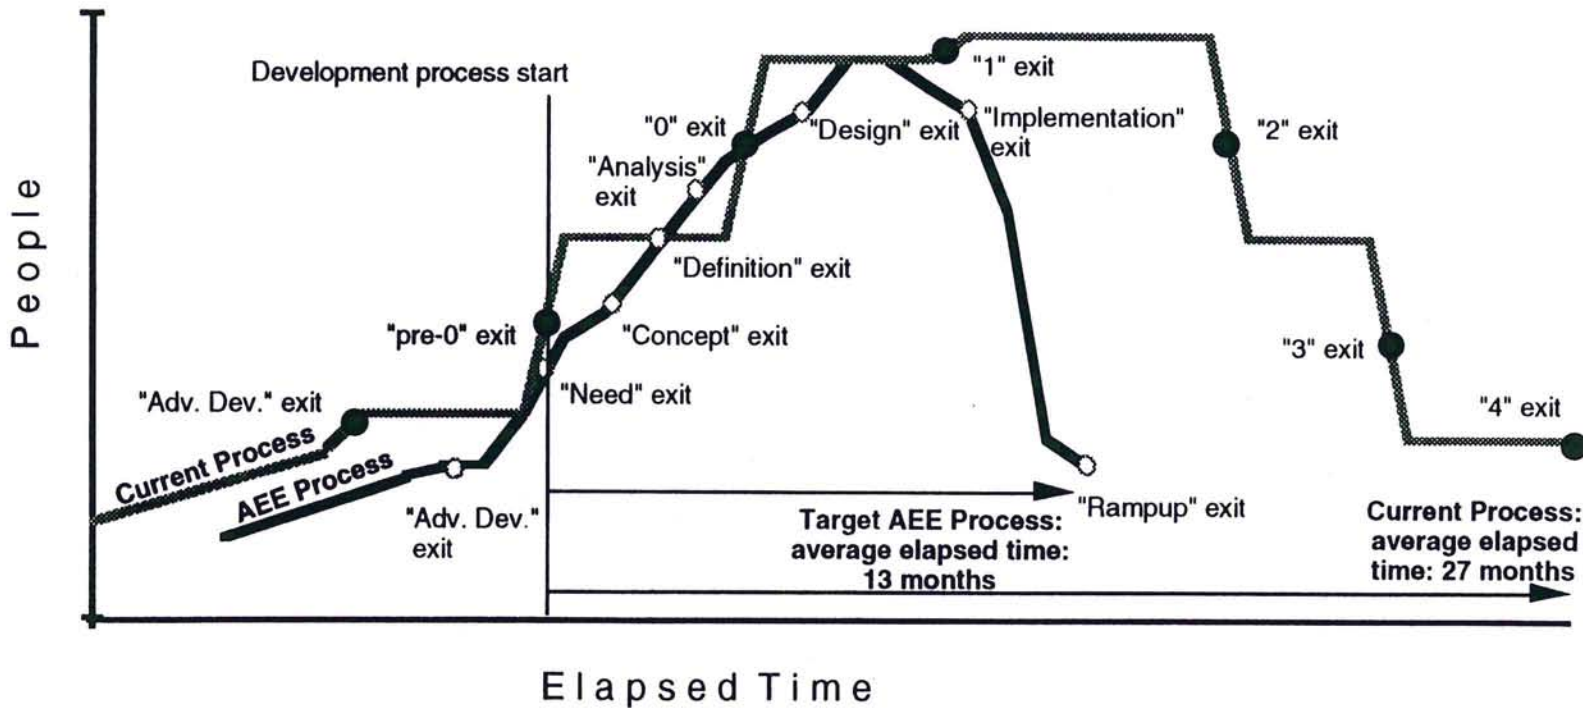 Development process start
"1" exit
"0" exit
"Design" exit
"Implementation"
exit
"2" exit
"Analysis"
exit
People
"Definition" exit
"pre-0" exit
"Concept" exit
"3" exit
"Adv. Dev." exit
"Need" exit
"4" exit
Current Process
AEE Process
"Adv. Dev."
exit
"Rampup" exit
Target AEE Process:
average elapsed time:
13 months
Current Process:
average elapsed
time: 27 months
Elapsed Time